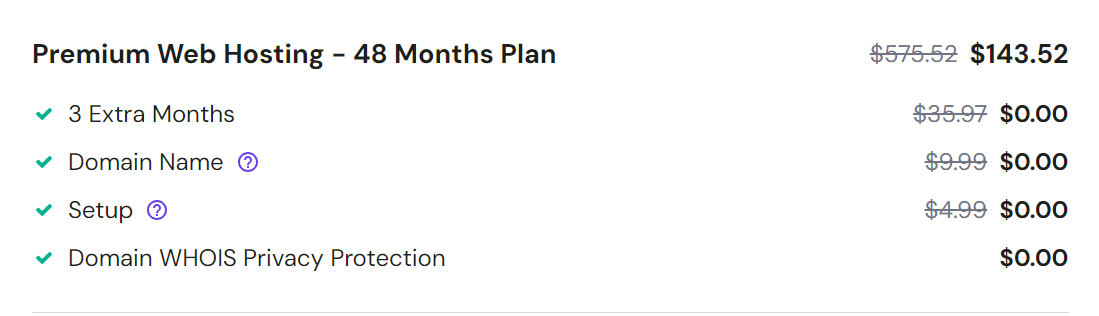 Premium Web Hosting - 48 Months Plan $575.52 $143.52
3 Extra Months $35.97 $0.00
Domain Name $9.99 $0.00
Setup $4.99 $0.00
Domain WHOIS Privacy Protection $0.00